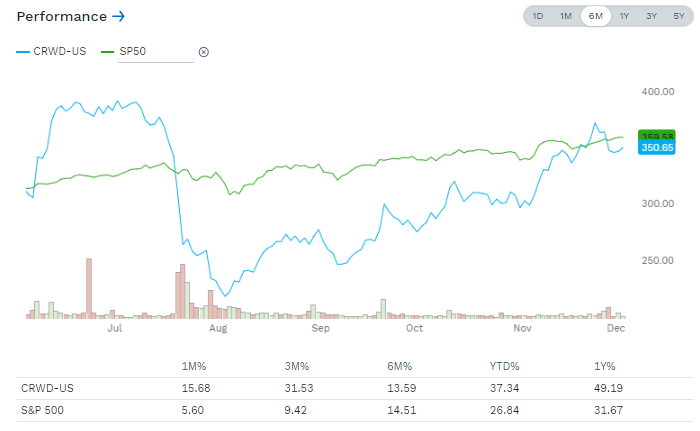 Performance →
1D 1M 6M 1Y 3Y 5Y
CRWD-US SP50
400.00
359.58
350.65
300.00
250.00
Jul Aug Sep Oct Nov Dec
1M% 3M% 6M% YTD% 1Y%
CRWD-US 15.68 31.53 13.59 37.34 49.19
S&P 500 5.60 9.42 14.51 26.84 31.67